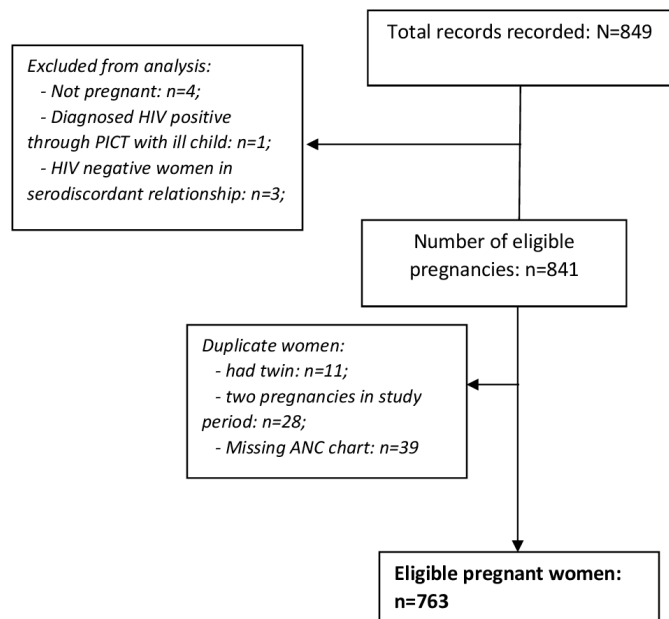 Total records recorded: N=849
Excluded from analysis:
- Not pregnant: n=4;
- Diagnosed HIV positive
through PICT with ill child: n=1;
- HIV negative women in
serodiscordant relationship: n=3;
Number of eligible
pregnancies: n=841
Duplicate women:
- had twin: n=11;
- two pregnancies in study
period: n=28;
- Missing ANC chart: n=39
Eligible pregnant women:
n=763